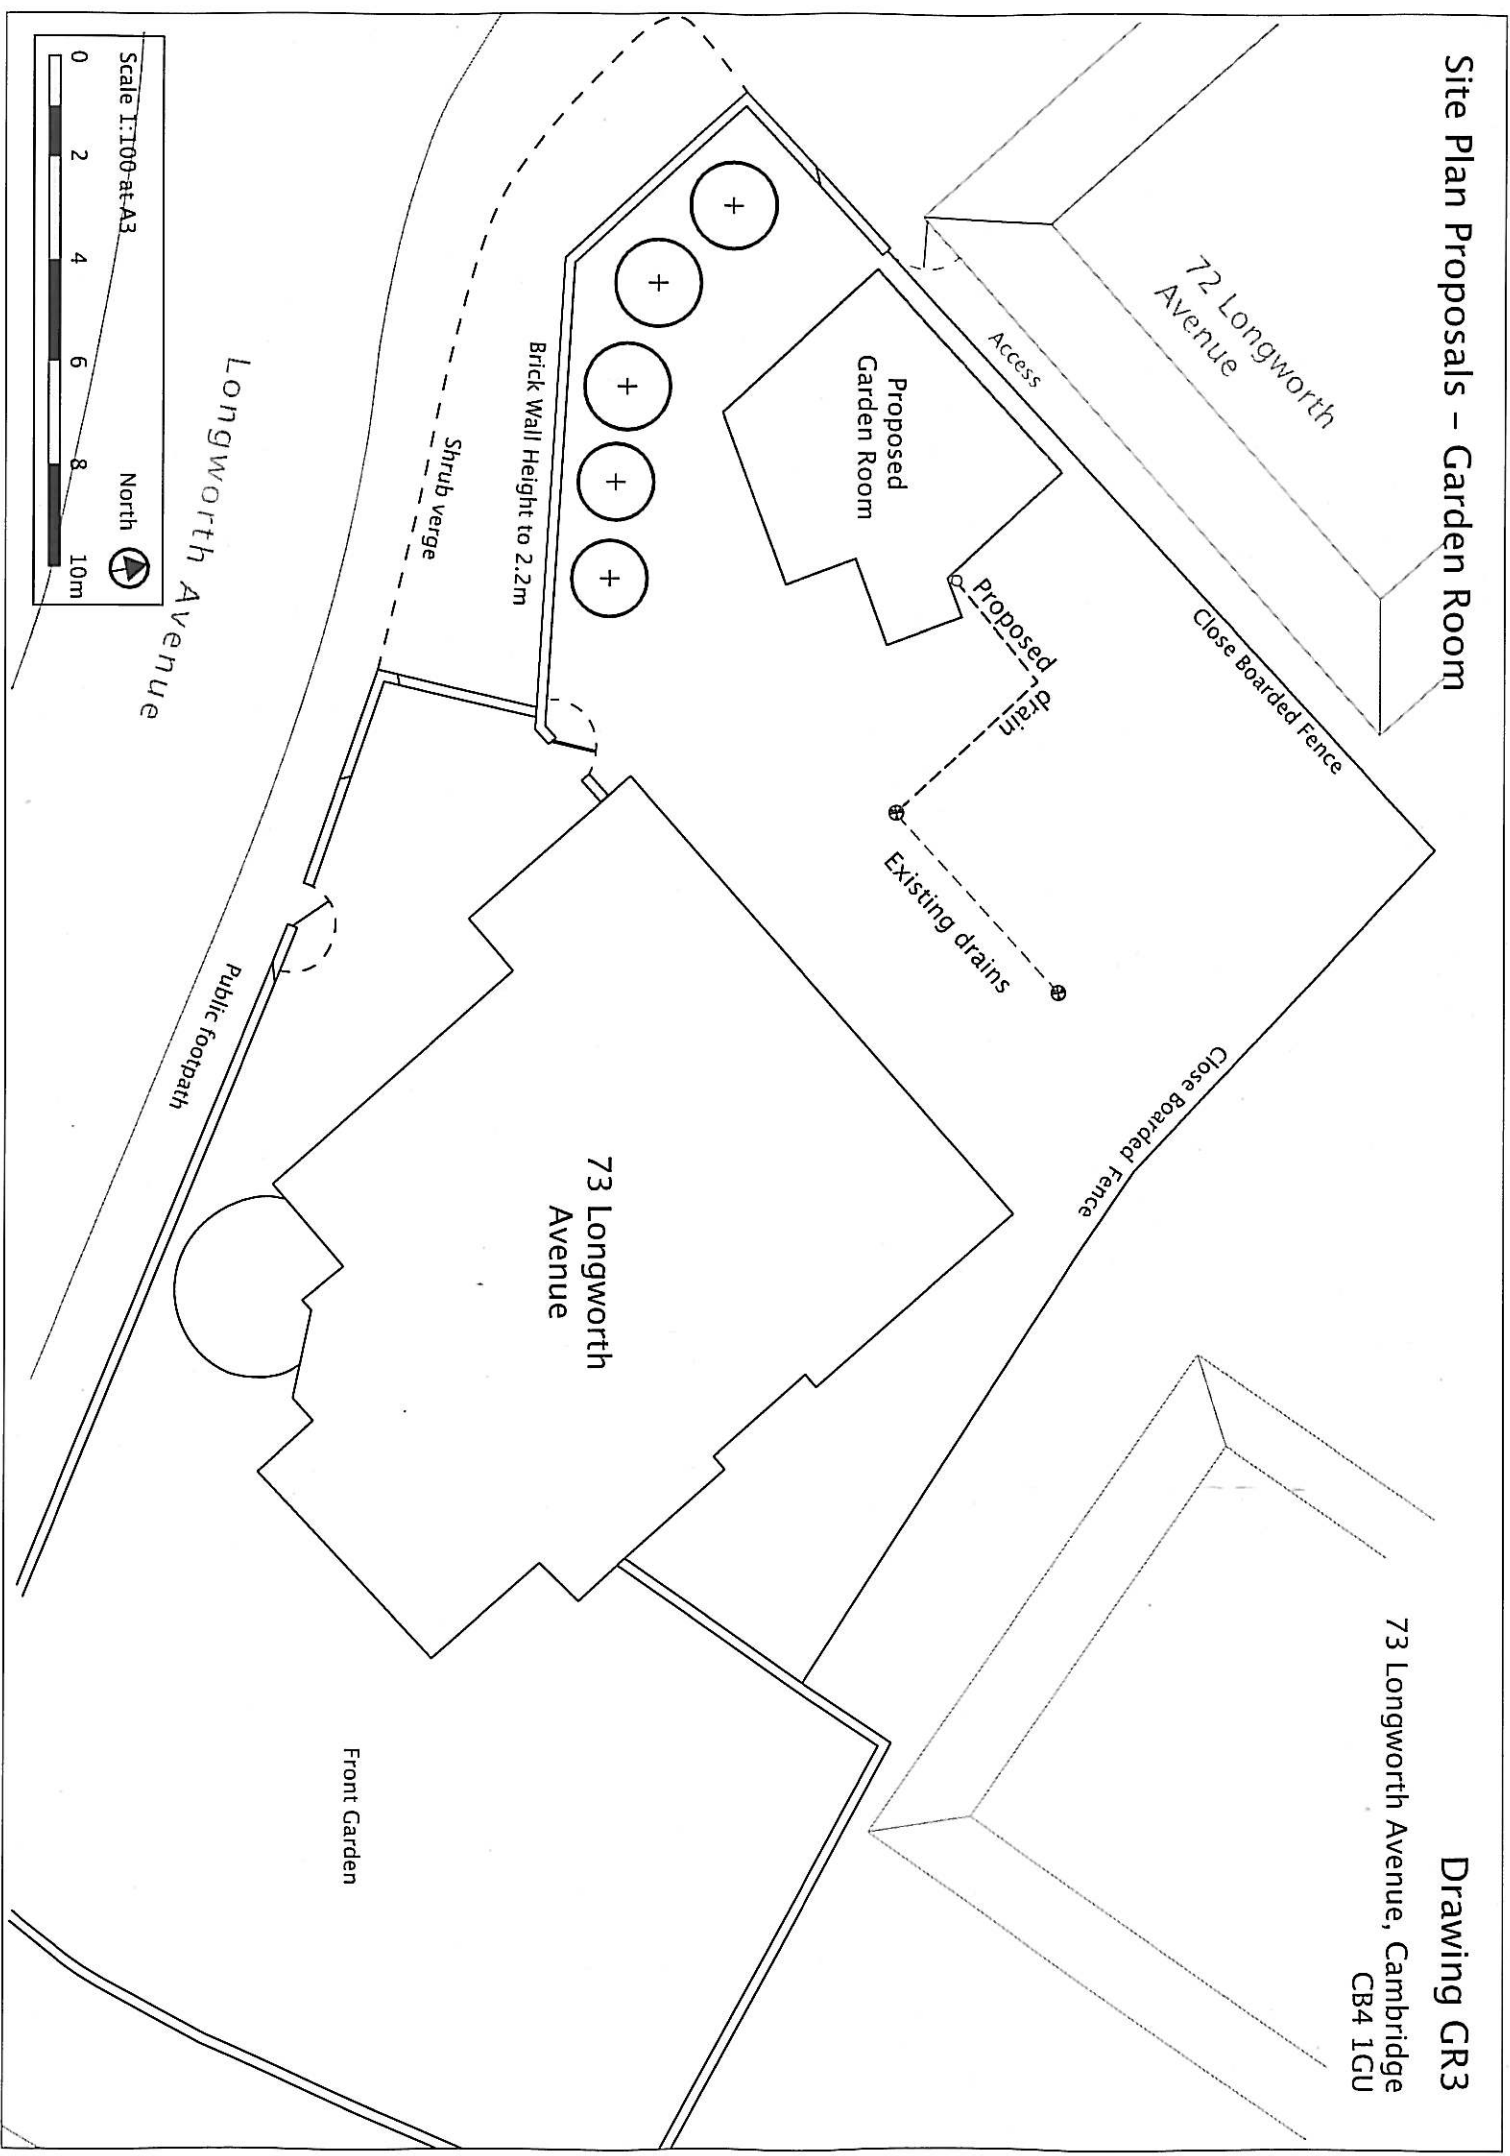 Site Plan Proposals – Garden Room
Drawing GR3
73 Longworth Avenue, Cambridge
CB4 1GU
72 Longworth
Avenue
Access
Close Boarded Fence
Proposed
Garden Room
Proposed drain
Existing drains
Close Boarded Fence
Brick Wall Height to 2.2m
Shrub verge
73 Longworth
Avenue
Longworth Avenue
Public footpath
Front Garden
Scale 1:100 at A3
North
0 2 4 6 8 10m